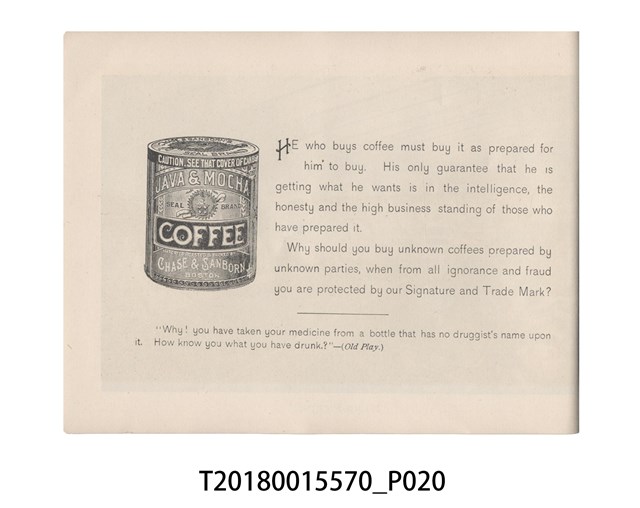 SEAL BRAND
CAUTION. SEE THAT COVER OF CAN
JAVA & MOCHA
SEAL BRAND
COFFEE
CHASE & SANBORN
BOSTON
HE who buys coffee must buy it as prepared for
him to buy. His only guarantee that he is
getting what he wants is in the intelligence, the
honesty and the high business standing of those who
have prepared it.
Why should you buy unknown coffees prepared by
unknown parties, when from all ignorance and fraud
you are protected by our Signature and Trade Mark?
"Why! you have taken your medicine from a bottle that has no druggist's name upon
it. How know you what you have drunk.?"—(Old Play.)
T20180015570_P020